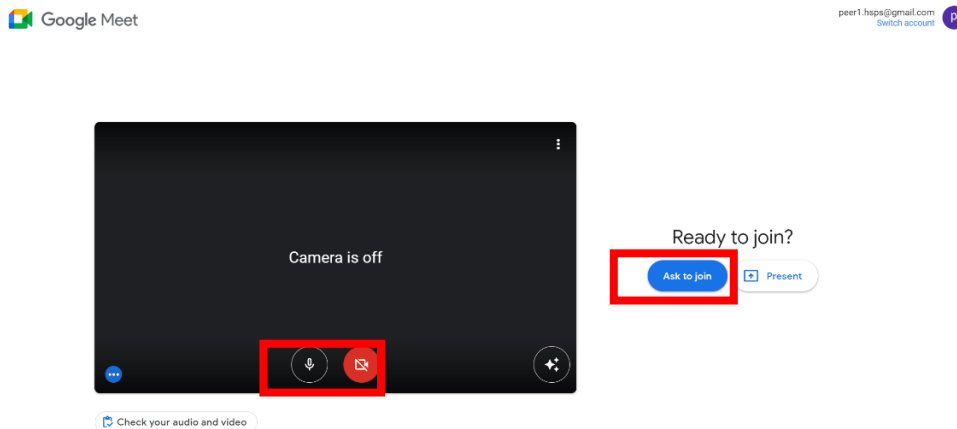 Google Meet
peer1.hsps@gmail.com
Switch account
p
Camera is off
Ready to join?
Ask to join
Present
Check your audio and video